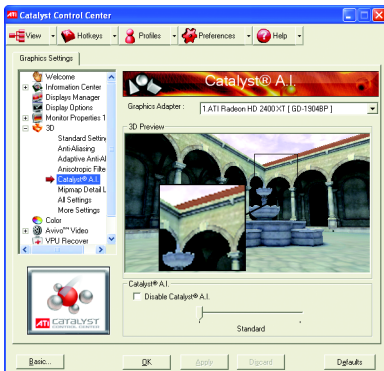 ATI Catalyst Control Center
View
Hotkeys
Profiles
Preferences
Help
Graphics Settings
Welcome
Information Center
Displays Manager
Display Options
Monitor Properties 1
3D
Standard Settin
Anti-Aliasing
Adaptive Anti-Al
Anisotropic Filte
Catalyst® A.I.
Mipmap Detail L
All Settings
More Settings
Color
Avivo™ Video
VPU Recover
Catalyst® A.I.
Graphics Adapter :
1.ATI Radeon HD 2400 XT [ GD-1904BP ]
3D Preview
Catalyst® A.I.
Disable Catalyst® A.I.
Standard
ATI CATALYST
CONTROL CENTER
Basic...
OK
Apply
Discard
Defaults